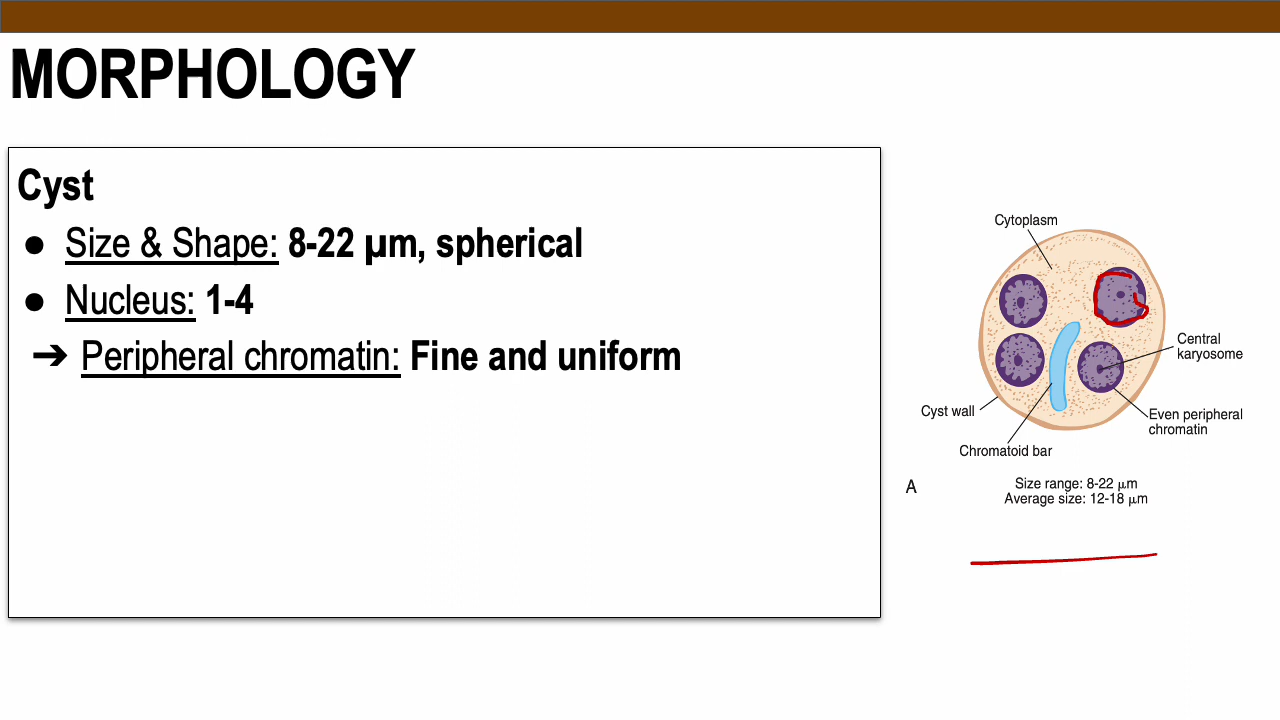 MORPHOLOGY
Cyst
● Size & Shape: 8-22 µm, spherical
● Nucleus: 1-4
➔ Peripheral chromatin: Fine and uniform
Cytoplasm
Central
karyosome
Cyst wall
Even peripheral
chromatin
Chromatoid bar
A
Size range: 8-22 µm
Average size: 12-18 µm